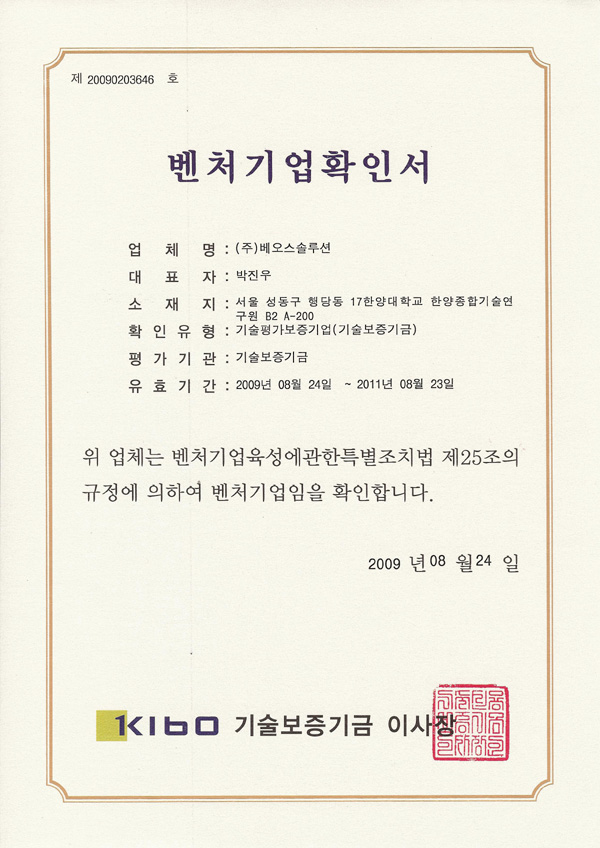 제 20090203646 호
벤처기업확인서
업 체 명 : (주)베오스솔루션
대 표 자 : 박진우
소 재 지 : 서울 성동구 행당동 17한양대학교 한양종합기술연
구원 B2 A-200
확 인 유 형 : 기술평가보증기업(기술보증기금)
평 가 기 관 : 기술보증기금
유 효 기 간 : 2009년 08월 24일 ~ 2011년 08월 23일
위 업체는 벤처기업육성에관한특별조치법 제25조의
규정에 의하여 벤처기업임을 확인합니다.
2009 년 08 월 24 일
KIBO 기술보증기금 이사장